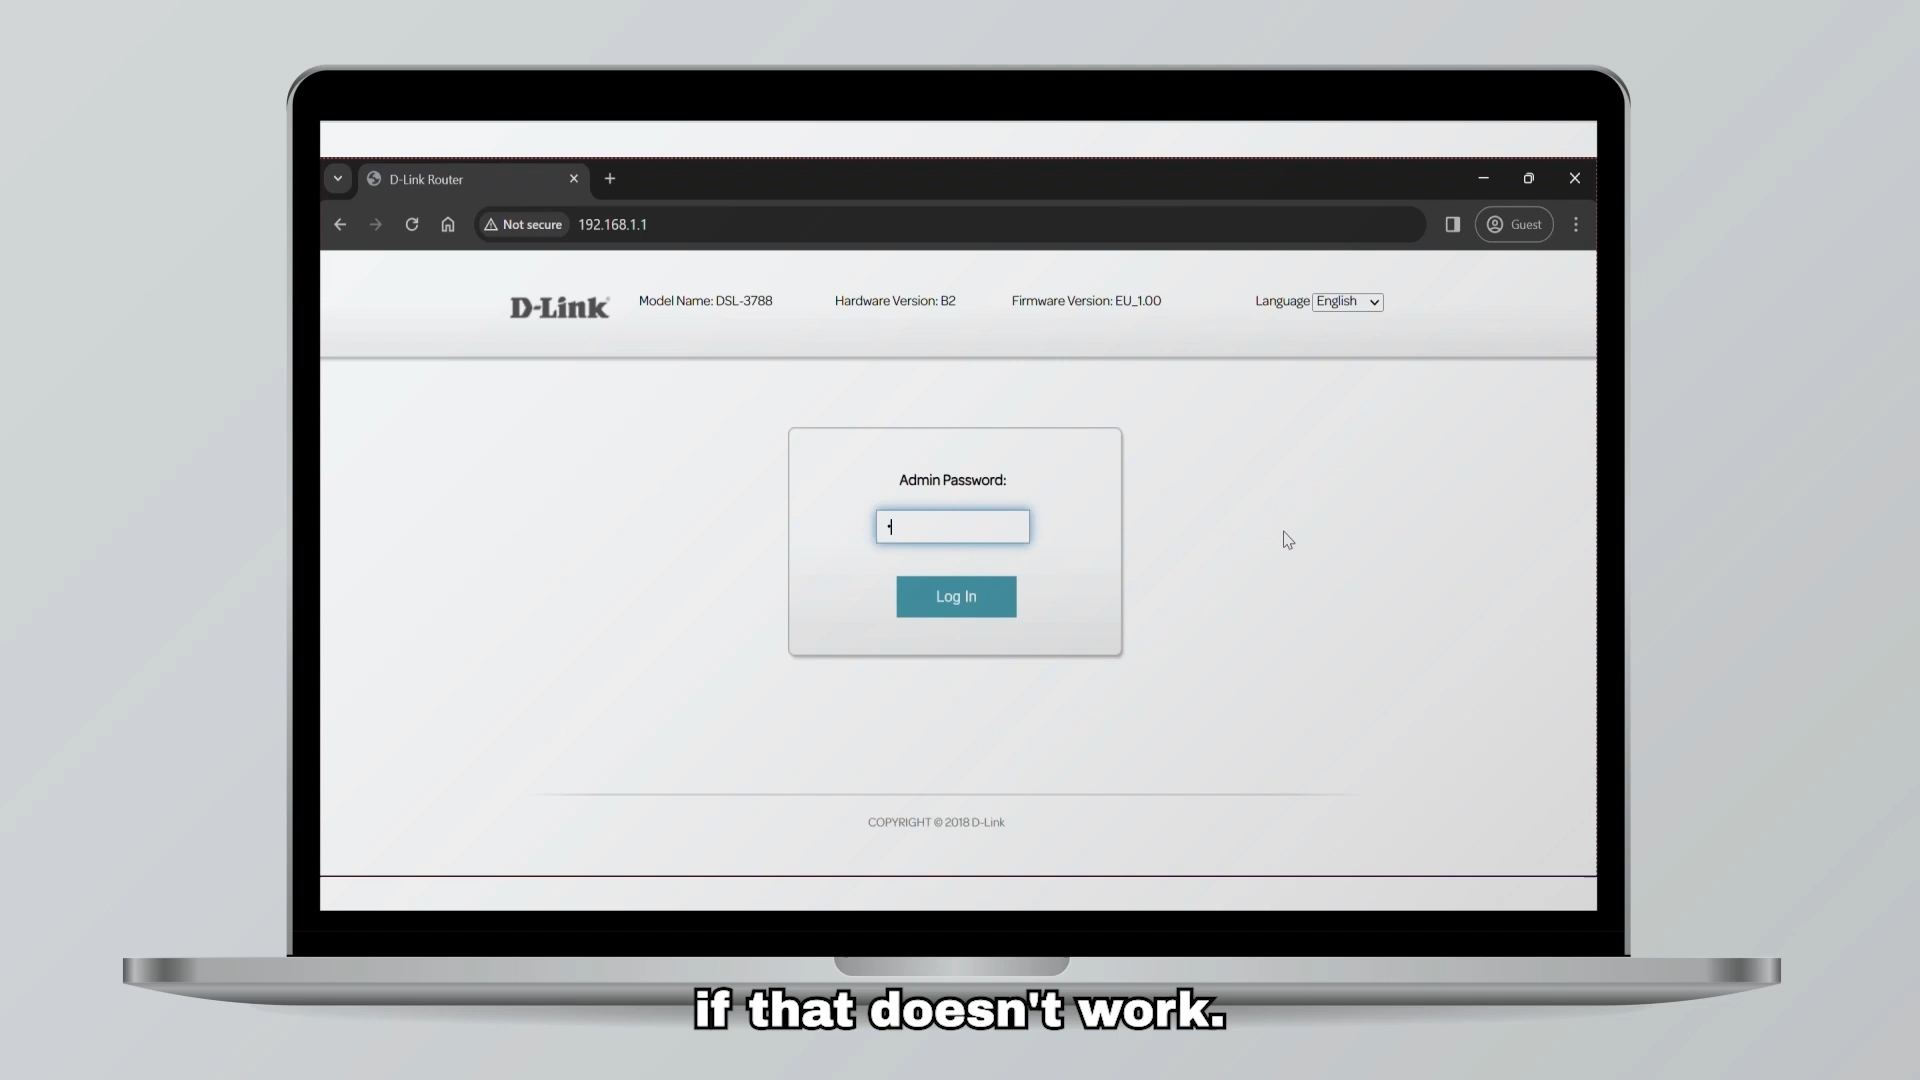 D-Link Router
Not secure 192.168.1.1 Guest
D-Link Model Name: DSL-3788 Hardware Version: B2 Firmware Version: EU_1.00 Language English
Admin Password:
Log In
COPYRIGHT © 2018 D-Link
if that doesn't work.